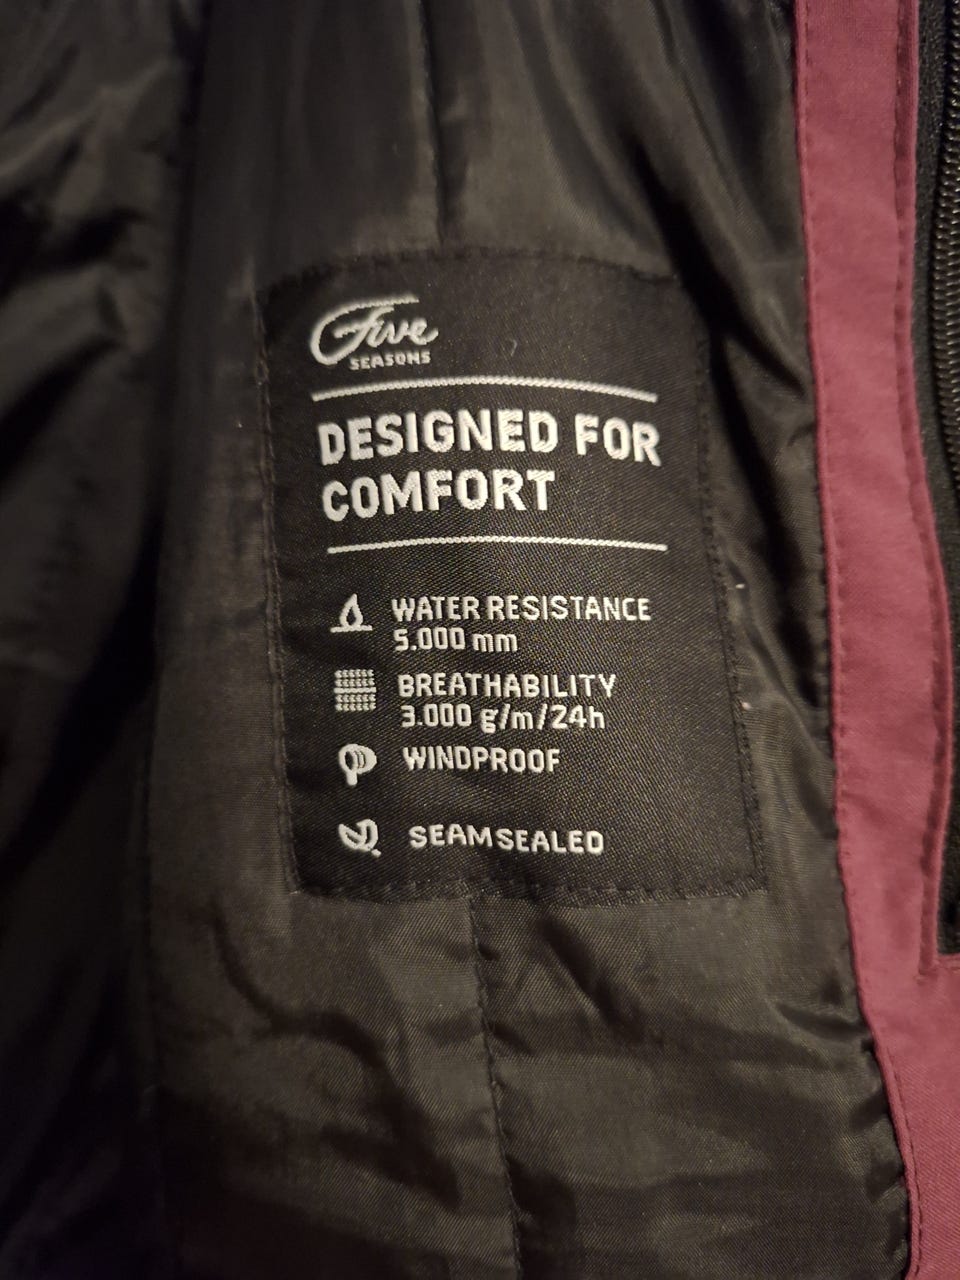 Five
SEASONS
DESIGNED FOR
COMFORT
WATER RESISTANCE
5.000 mm
BREATHABILITY
3.000 g/m/24h
WINDPROOF
SEAMSEALED